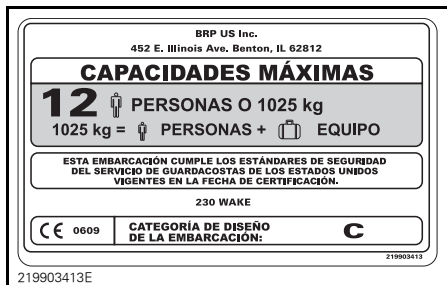 BRP US Inc.
452 E. Illinois Ave. Benton, IL 62812
CAPACIDADES MÁXIMAS
12 PERSONAS O 1025 kg
1025 kg = PERSONAS + EQUIPO
ESTA EMBARCACIÓN CUMPLE LOS ESTÁNDARES DE SEGURIDAD
DEL SERVICIO DE GUARDACOSTAS DE LOS ESTADOS UNIDOS
VIGENTES EN LA FECHA DE CERTIFICACIÓN.
230 WAKE
CE 0609 CATEGORÍA DE DISEÑO
DE LA EMBARCACIÓN: C
219903413
219903413E